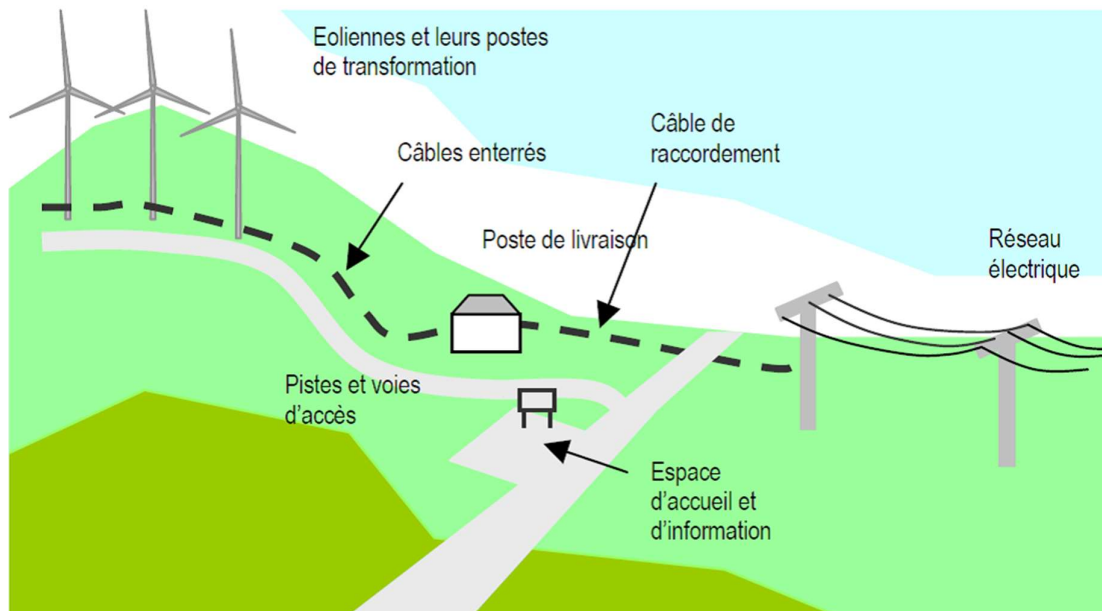 Eoliennes et leurs postes
de transformation
Câbles enterrés
Câble de
raccordement
Poste de livraison
Réseau
électrique
Pistes et voies
d'accès
Espace
d'accueil et
d'information